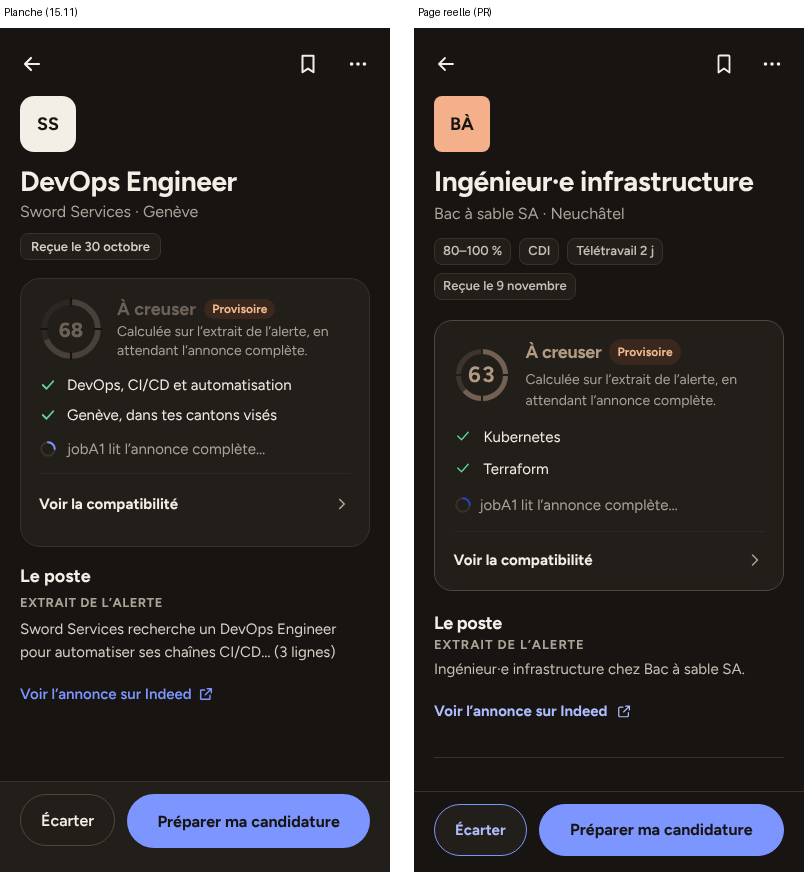 Planche (15.11)
SS
DevOps Engineer
Sword Services · Genève
Reçue le 30 octobre
68
À creuser Provisoire
Calculée sur l’extrait de l’alerte, en
attendant l’annonce complète.
DevOps, CI/CD et automatisation
Genève, dans tes cantons visés
jobA1 lit l’annonce complète...
Voir la compatibilité
Le poste
EXTRAIT DE L’ALERTE
Sword Services recherche un DevOps Engineer
pour automatiser ses chaînes CI/CD... (3 lignes)
Voir l’annonce sur Indeed
Écarter
Préparer ma candidature
Page reelle (PR)
BÀ
Ingénieur·e infrastructure
Bac à sable SA · Neuchâtel
80–100 % CDI Télétravail 2 j
Reçue le 9 novembre
63
À creuser Provisoire
Calculée sur l’extrait de l’alerte, en
attendant l’annonce complète.
Kubernetes
Terraform
jobA1 lit l’annonce complète...
Voir la compatibilité
Le poste
EXTRAIT DE L’ALERTE
Ingénieur·e infrastructure chez Bac à sable SA.
Voir l’annonce sur Indeed
Écarter
Préparer ma candidature